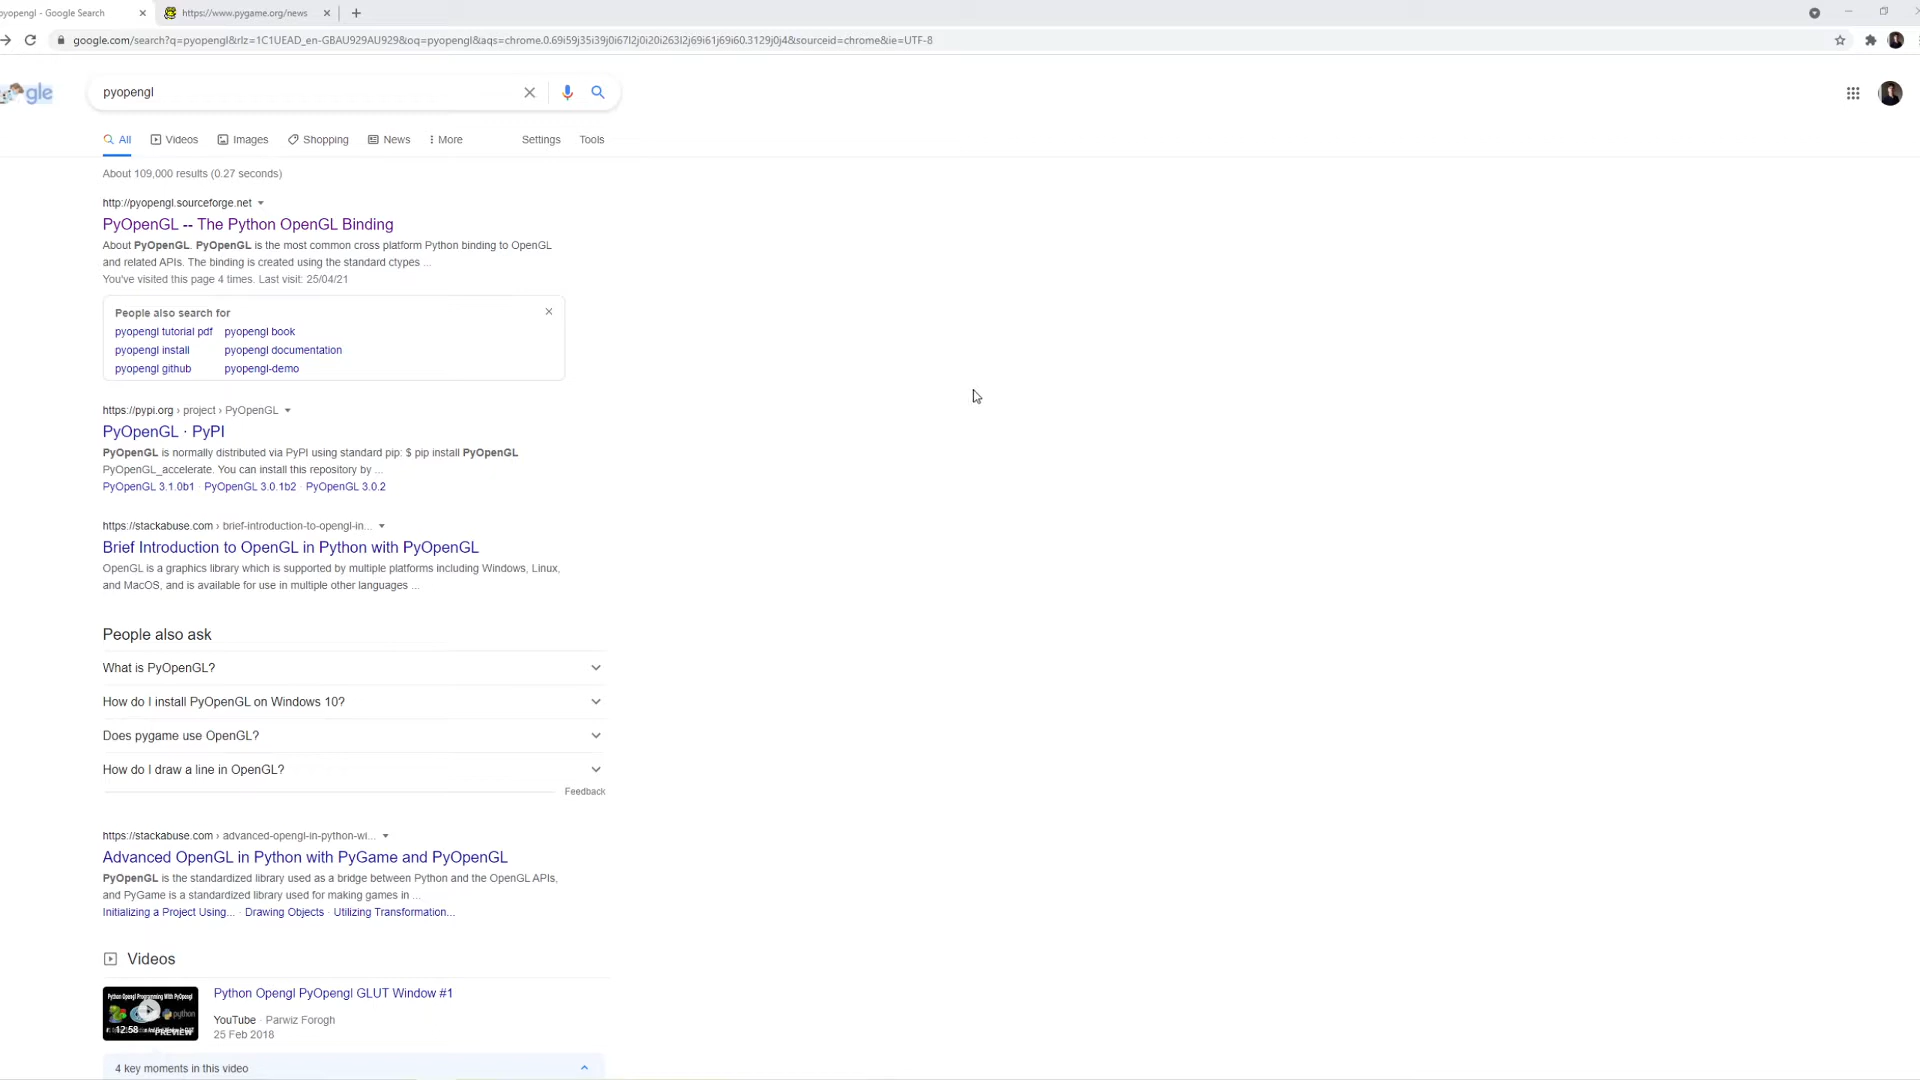 pyopengl - Google Search
https://www.pygame.org/news
google.com/search?q=pyopengl&rlz=1C1UEAD_en-GBAU929AU929&oq=pyopengl&aqs=chrome.0.69i59j35i39j0i67l2j0i20i263l2j69i61j69i60.3129j0j4&sourceid=chrome&ie=UTF-8
gle
pyopengl
All Videos Images Shopping News More Settings Tools
About 109,000 results (0.27 seconds)
http://pyopengl.sourceforge.net
PyOpenGL -- The Python OpenGL Binding
About PyOpenGL. PyOpenGL is the most common cross platform Python binding to OpenGL
and related APIs. The binding is created using the standard ctypes ...
You've visited this page 4 times. Last visit: 25/04/21
People also search for
pyopengl tutorial pdf pyopengl book
pyopengl install pyopengl documentation
pyopengl github pyopengl-demo
https://pypi.org › project › PyOpenGL
PyOpenGL · PyPI
PyOpenGL is normally distributed via PyPI using standard pip: $ pip install PyOpenGL
PyOpenGL_accelerate. You can install this repository by ...
PyOpenGL 3.1.0b1 · PyOpenGL 3.0.1b2 · PyOpenGL 3.0.2
https://stackabuse.com › brief-introduction-to-opengl-in...
Brief Introduction to OpenGL in Python with PyOpenGL
OpenGL is a graphics library which is supported by multiple platforms including Windows, Linux,
and MacOS, and is available for use in multiple other languages ...
People also ask
What is PyOpenGL?
How do I install PyOpenGL on Windows 10?
Does pygame use OpenGL?
How do I draw a line in OpenGL?
Feedback
https://stackabuse.com › advanced-opengl-in-python-wi...
Advanced OpenGL in Python with PyGame and PyOpenGL
PyOpenGL is the standardized library used as a bridge between Python and the OpenGL APIs,
and PyGame is a standardized library used for making games in ...
Initializing a Project Using... · Drawing Objects · Utilizing Transformation...
Videos
Python Opengl Programming With PyOpengl
python
12:58 PREVIEW
Python Opengl PyOpengl GLUT Window #1
YouTube · Parwiz Forogh
25 Feb 2018
4 key moments in this video